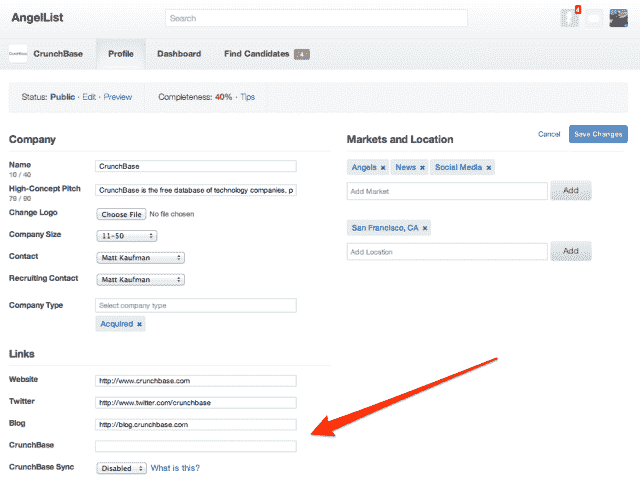 AngelList
Search
4
CrunchBase
CrunchBase Profile Dashboard Find Candidates 4
Status: Public · Edit · Preview Completeness: 40% · Tips
Company
Name CrunchBase
10 / 40
High-Concept Pitch CrunchBase is the free database of technology companies, p
79 / 90
Change Logo Choose File No file chosen
Company Size 11-50
Contact Matt Kaufman
Recruiting Contact Matt Kaufman
Company Type Select company type
Acquired x
Links
Website http://www.crunchbase.com
Twitter http://www.twitter.com/crunchbase
Blog http://blog.crunchbase.com
CrunchBase
CrunchBase Sync Disabled What is this?
Markets and Location Cancel Save Changes
Angels x News x Social Media x
Add Market Add
San Francisco, CA x
Add Location Add